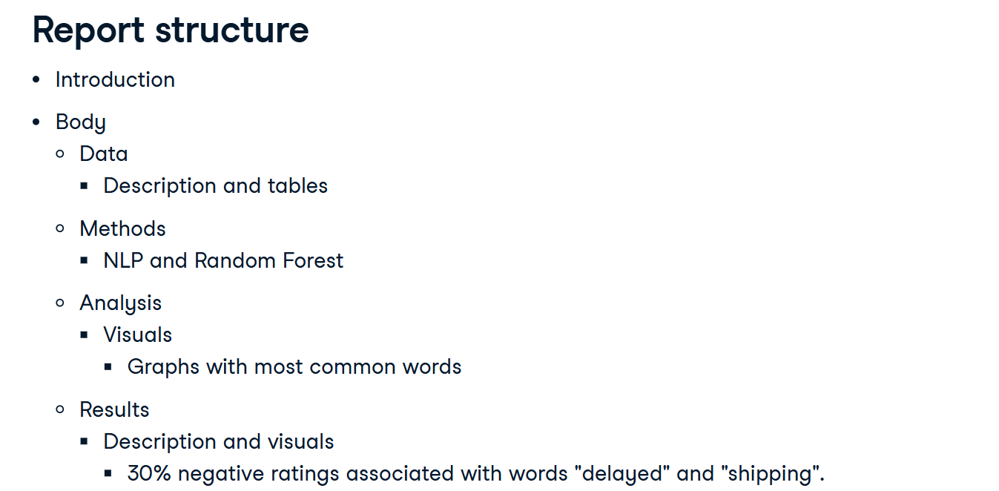 Report structure
Introduction
Body
Data
Description and tables
Methods
NLP and Random Forest
Analysis
Visuals
Graphs with most common words
Results
Description and visuals
30% negative ratings associated with words "delayed" and "shipping".